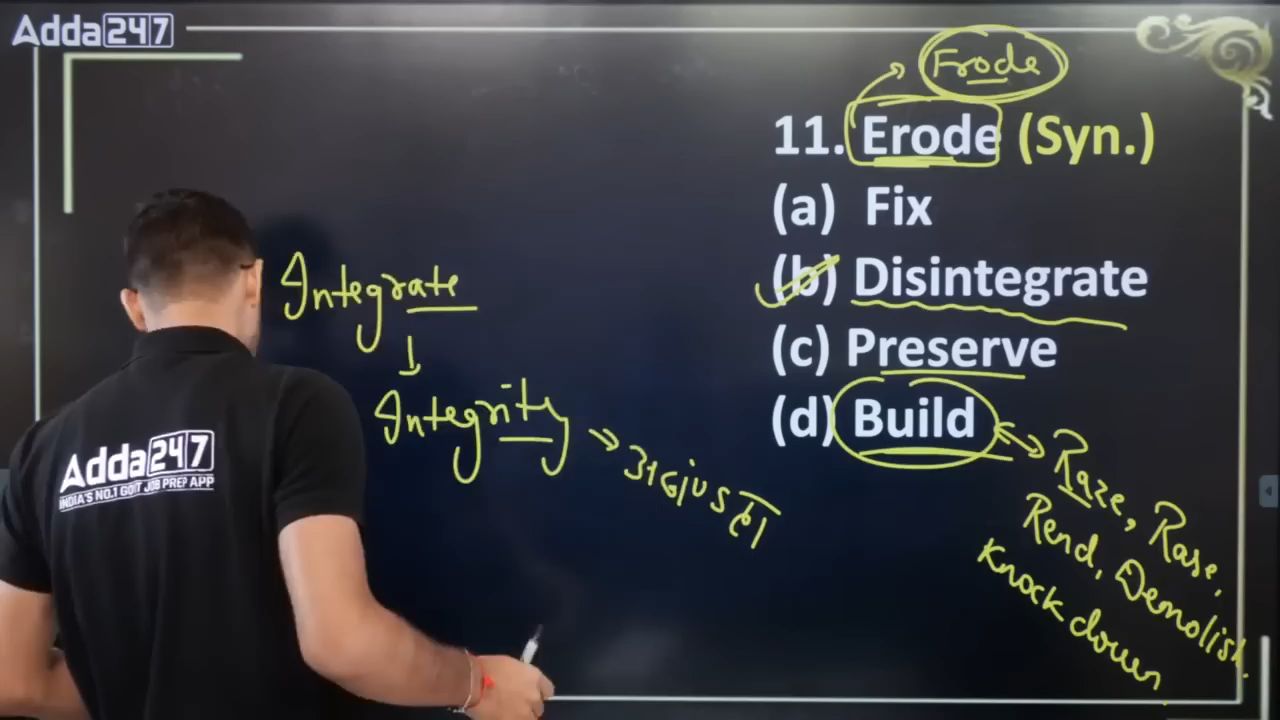 Adda247
Erode
11. Erode (Syn.)
(a) Fix
(b) Disintegrate
(c) Preserve
(d) Build
Integrate
Integrity
Raze, Rase,
Rend, Demolish
Knock down
Adda247
INDIA'S NO.1 GOVT JOB PREP APP